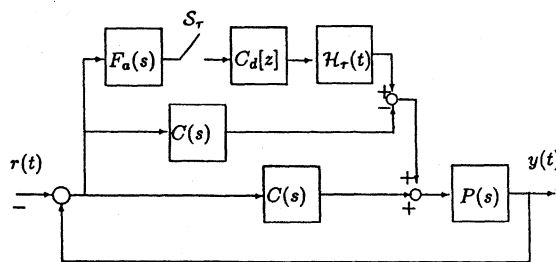 𝒮_τ
F_a(s)
C_d[z]
ℋ_τ(t)
+
−
C(s)
r(t)
+
y(t)
C(s)
P(s)
−
+